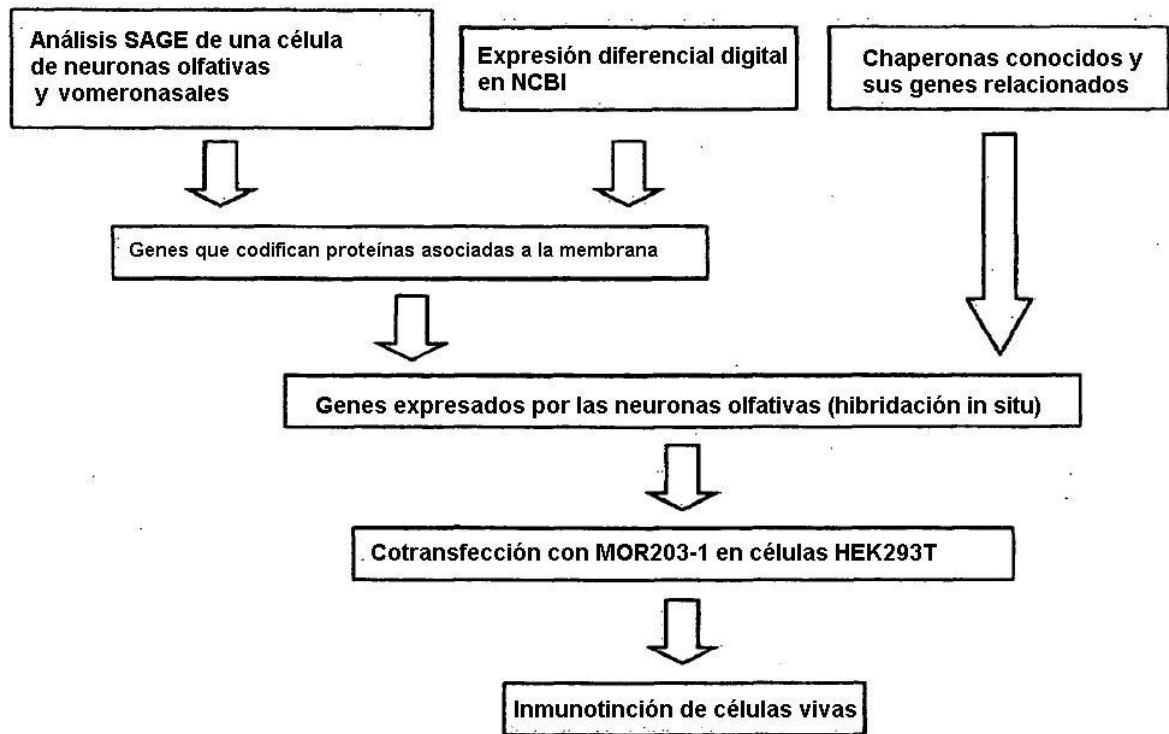 Análisis SAGE de una célula
de neuronas olfativas
y vomeronasales
Expresión diferencial digital
en NCBI
Chaperonas conocidos y
sus genes relacionados
Genes que codifican proteínas asociadas a la membrana
Genes expresados por las neuronas olfativas (hibridación in situ)
Cotransfección con MOR203-1 en células HEK293T
Inmunotinción de células vivas